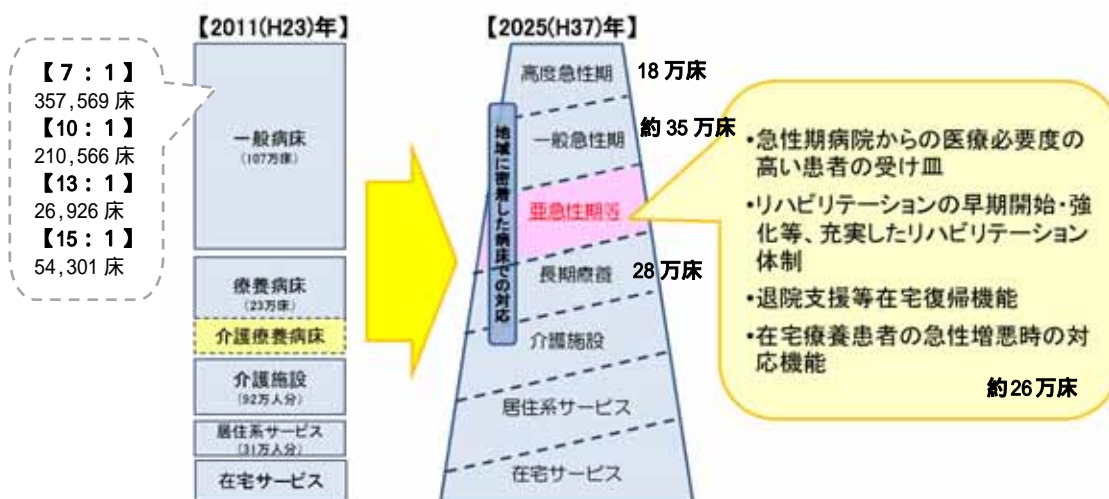 【2011(H23)年】
【7：1】
357,569 床
【10：1】
210,566 床
【13：1】
26,926 床
【15：1】
54,301 床
一般病床
(107万床)
療養病床
(23万床)
介護療養病床
介護施設
(92万人分)
居住系サービス
(31万人分)
在宅サービス
【2025(H37)年】
高度急性期
18 万床
一般急性期
約 35 万床
亜急性期等
長期療養
28 万床
介護施設
居住系サービス
在宅サービス
地域に密着した病床での対応
・急性期病院からの医療必要度の
高い患者の受け皿
・リハビリテーションの早期開始・強
化等、充実したリハビリテーション
体制
・退院支援等在宅復帰機能
・在宅療養患者の急性増悪時の対
応機能
約 26 万床